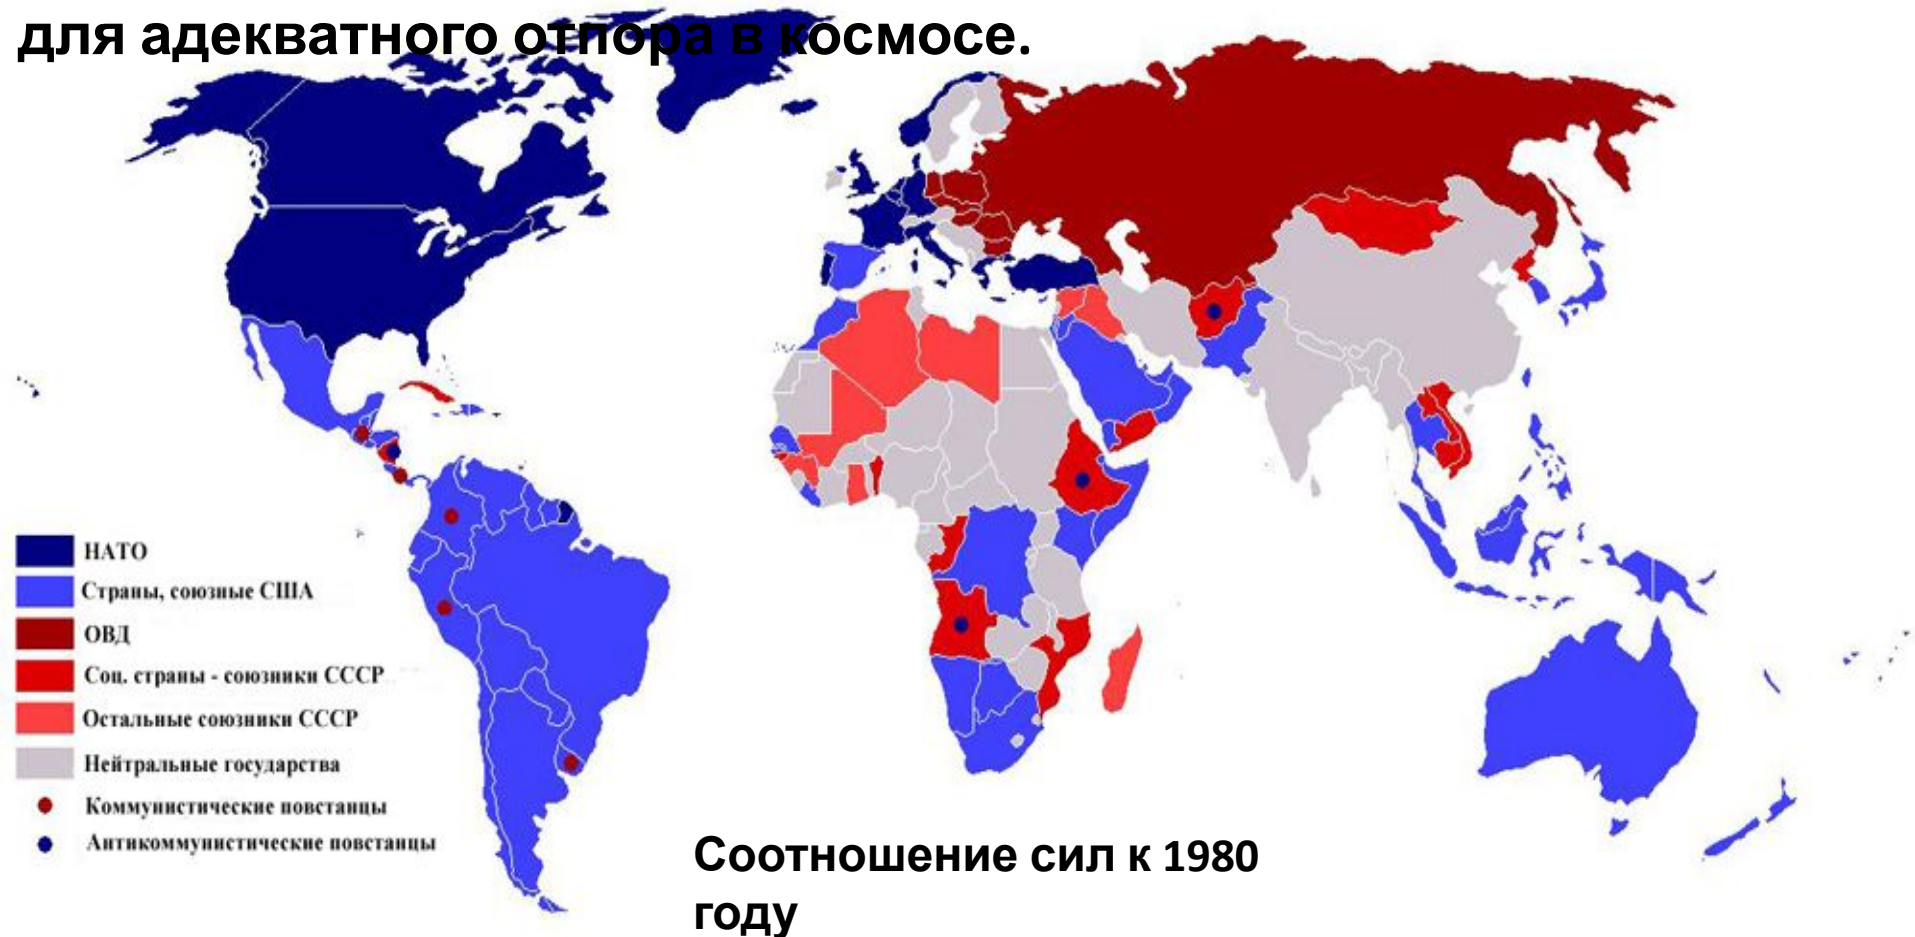 для адекватного отпора в космосе.
НАТО
Страны, союзные США
ОВД
Соц. страны - союзники СССР
Остальные союзники СССР
Нейтральные государства
Коммунистические повстанцы
Антикоммунистические повстанцы
Соотношение сил к 1980
году